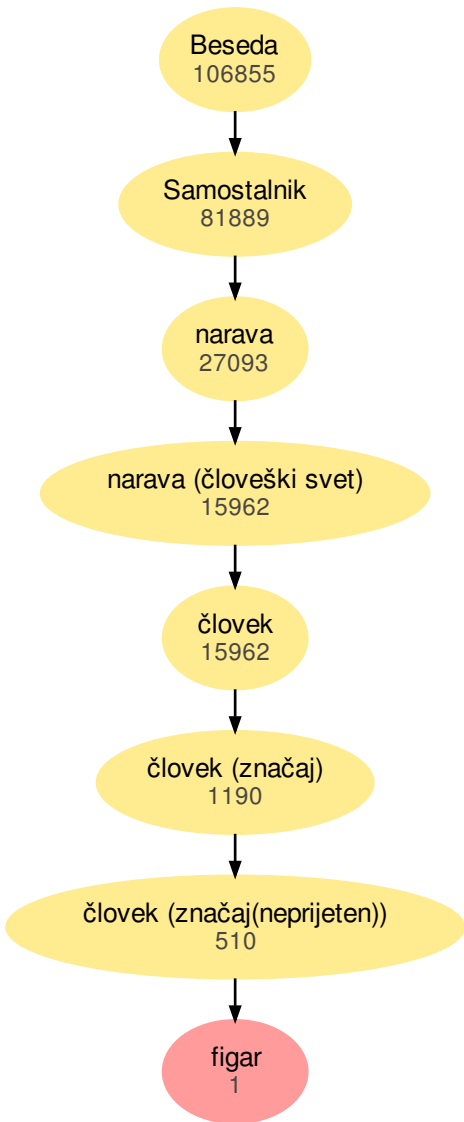 Beseda
106855
Samostalnik
81889
narava
27093
narava (človeški svet)
15962
človek
15962
človek (značaj)
1190
človek (značaj(neprijeten))
510
figar
1